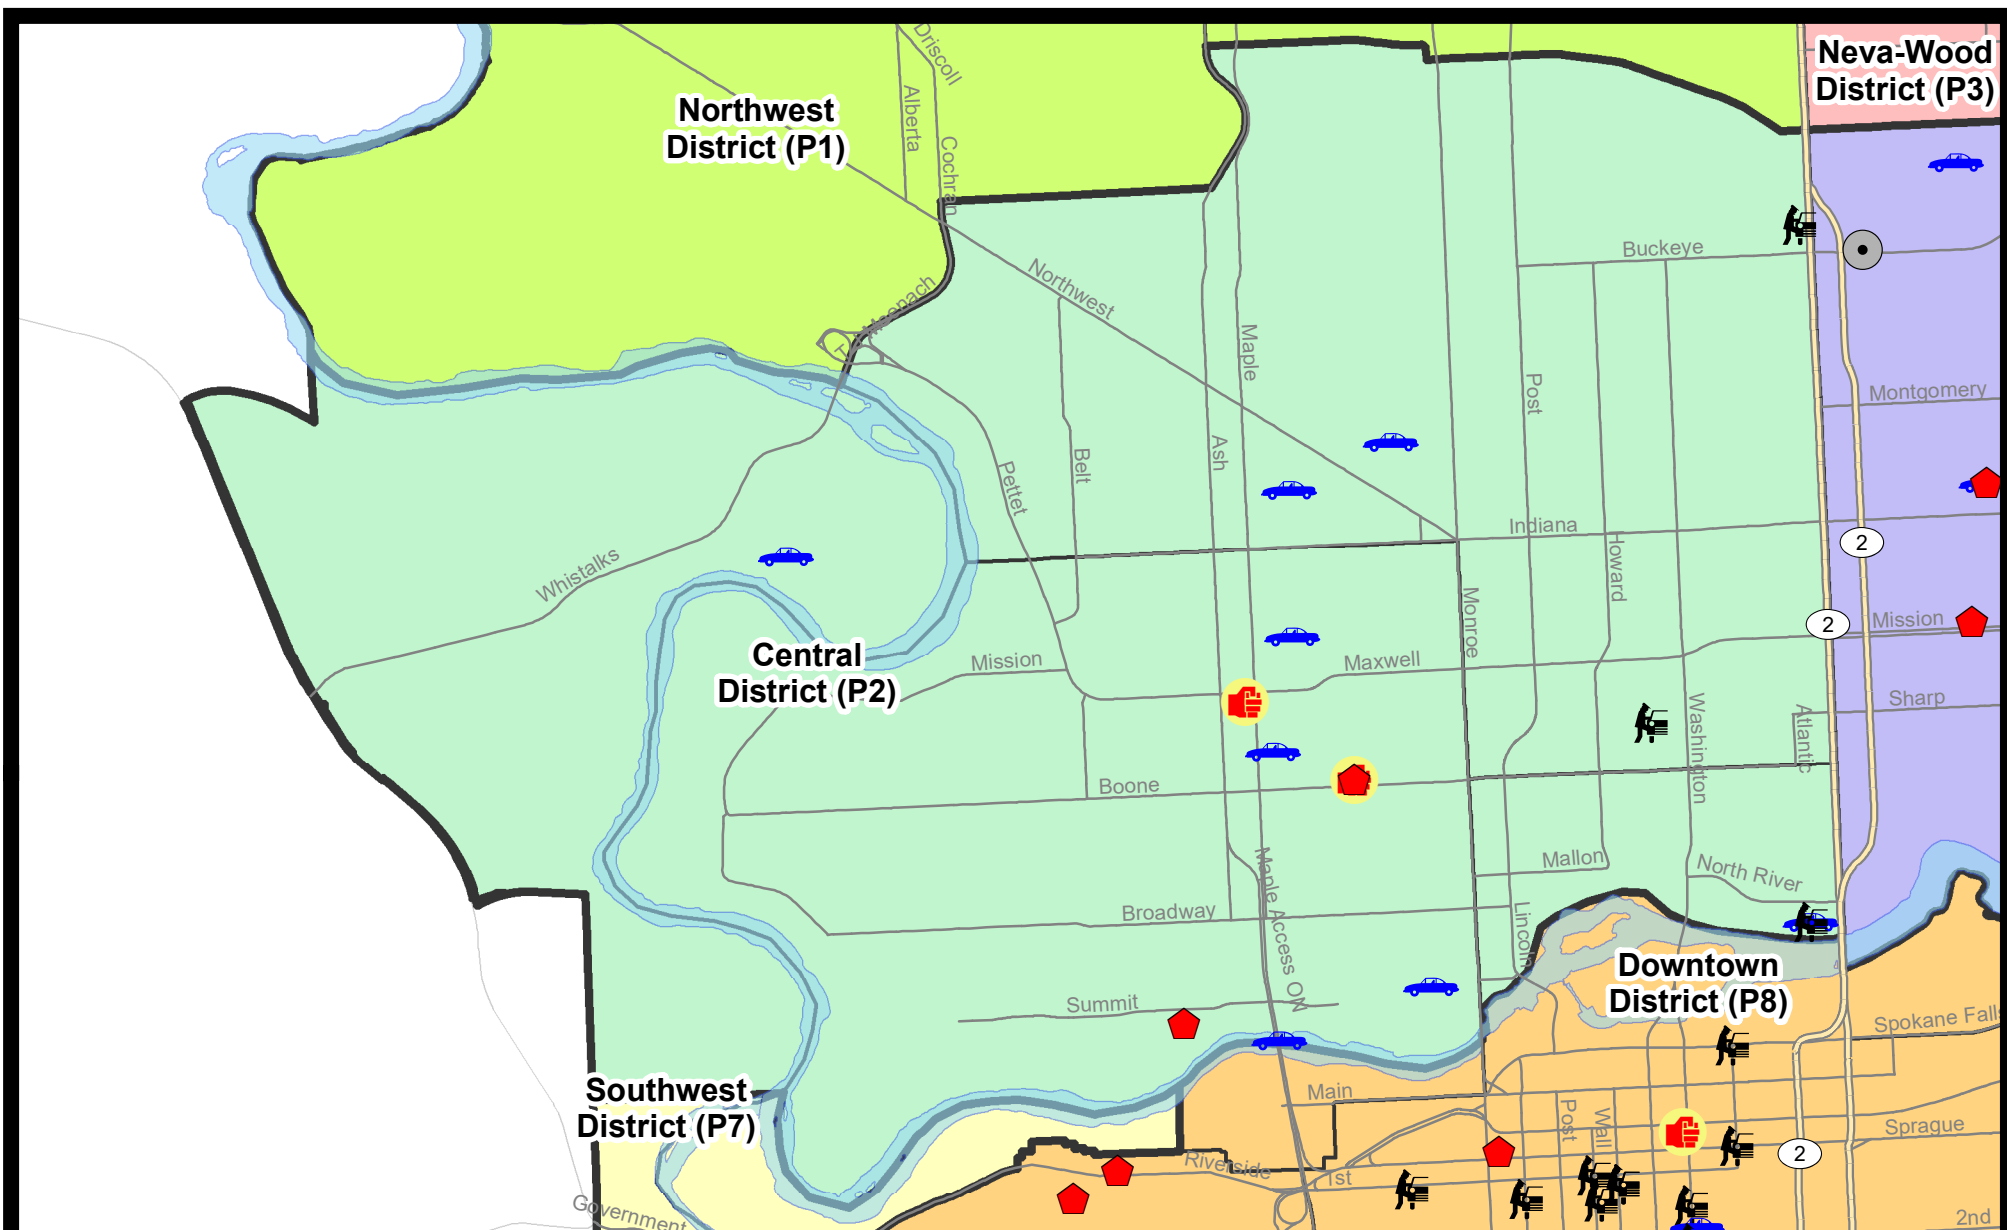 Driscoll
Neva-Wood
District (P3)
Northwest
District (P1)
Alberta
Cochran
Buckeye
Northwest
Maple
Post
Montgomery
Ash
Belt
Pettet
Indiana
2
Howard
Whistalks
Monroe
2
Mission
Central
District (P2)
Mission
Maxwell
Sharp
Washington
Atlantic
Boone
Mallon
North River
Maple Access ON
Broadway
Lincoln
Downtown
District (P8)
Summit
Spokane Falls
Southwest
District (P7)
Main
Post
Wall
Sprague
2
Riverside
1st
Government
2nd